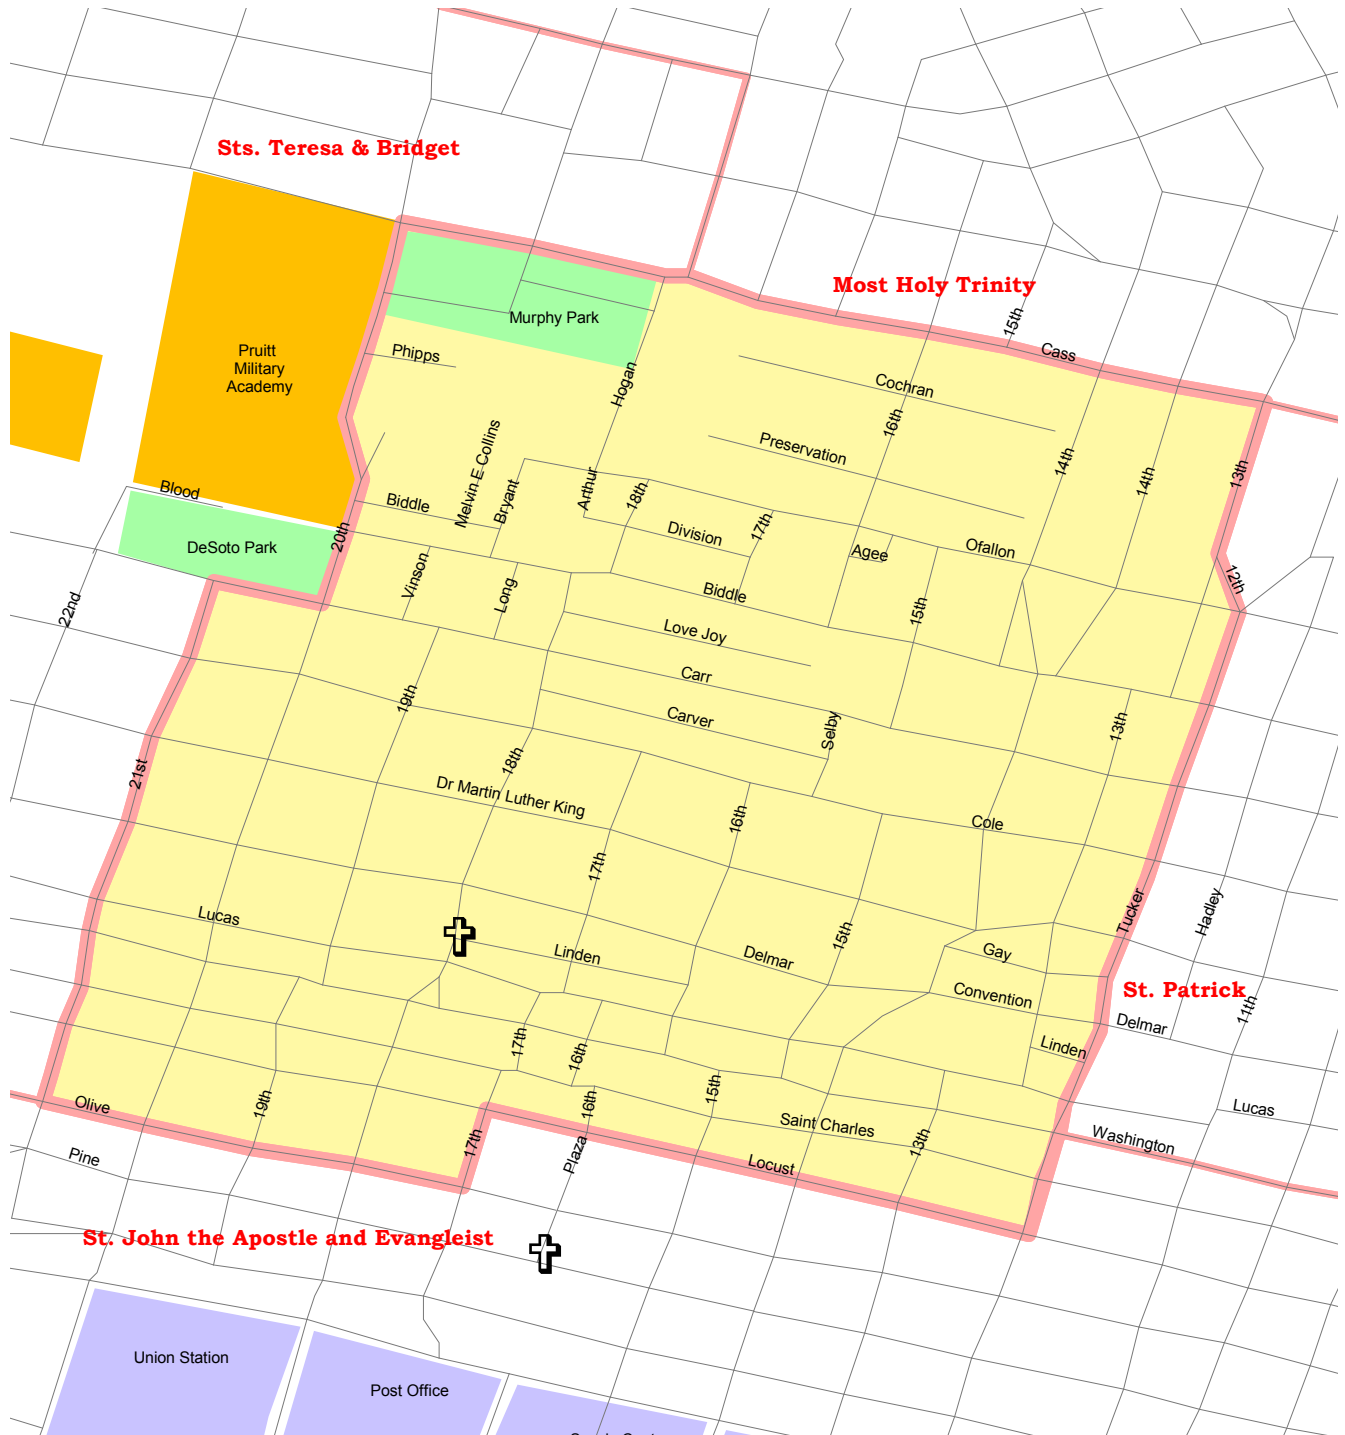 Sts. Teresa & Bridget
Most Holy Trinity
15th
Murphy Park
Cass
Pruitt
Military
Academy
Phipps
Hogan
Cochran
16th
Preservation
14th
14th
13th
Melvin E Collins
Bryant
Arthur
18th
Blood
Biddle
17th
Division
20th
DeSoto Park
Agee
Ofallon
12th
Vinson
Long
Biddle
15th
22nd
Love Joy
Carr
19th
Carver
Selby
13th
21st
18th
Dr Martin Luther King
16th
Cole
17th
Lucas
15th
Tucker
Hadley
Linden
Delmar
Gay
Convention
St. Patrick
11th
Delmar
17th
16th
Linden
Olive
19th
16th
15th
Saint Charles
13th
Lucas
Washington
17th
Plaza
Locust
Pine
St. John the Apostle and Evangleist
Union Station
Post Office